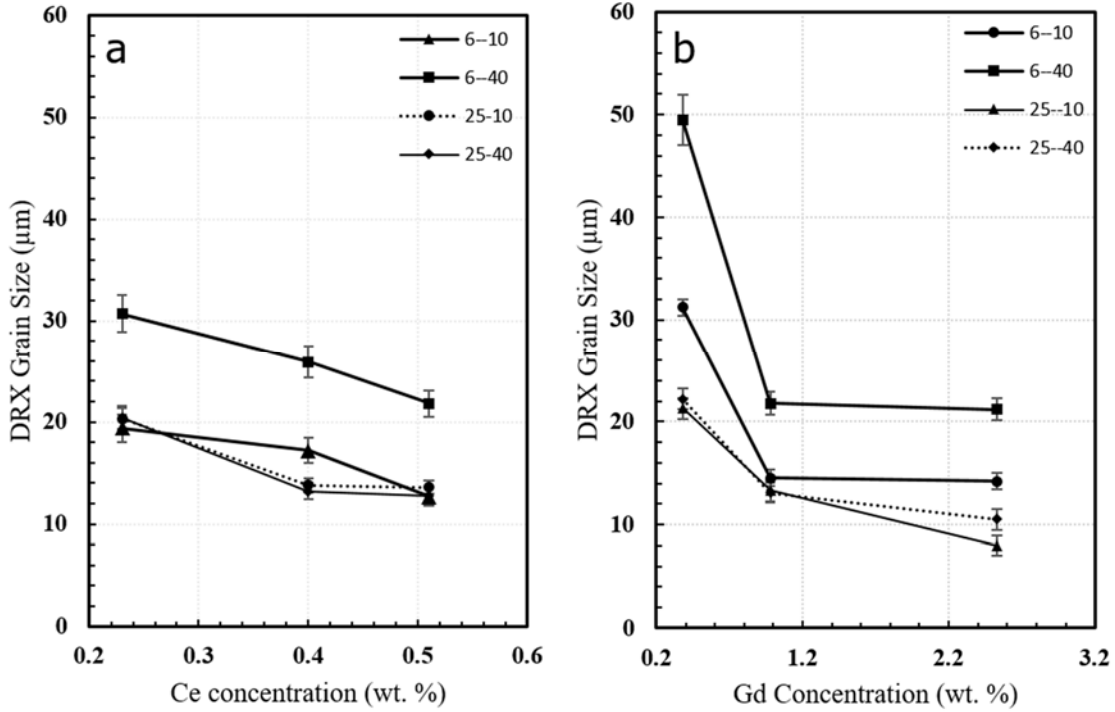 a
DRX Grain Size (µm)
60
50
40
30
20
10
0
0.2 0.3 0.4 0.5 0.6
Ce concentration (wt. %)
6--10
6--40
25-10
25-40
b
DRX Grain Size (µm)
60
50
40
30
20
10
0
0.2 1.2 2.2 3.2
Gd Concentration (wt. %)
6--10
6--40
25--10
25--40